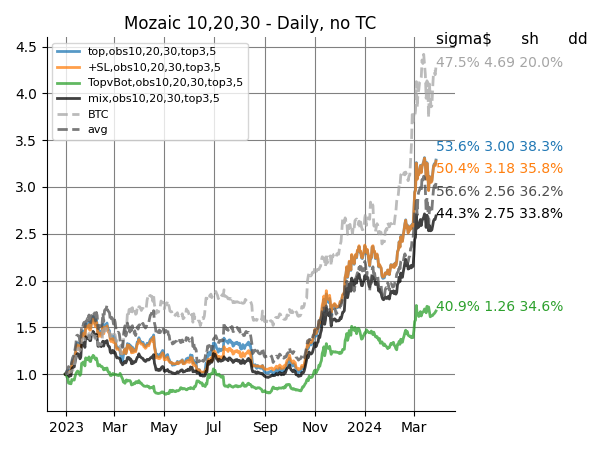 Mozaic 10,20,30 - Daily, no TC
sigma$ sh dd
top,obs10,20,30,top3,5
+SL,obs10,20,30,top3,5
TopvBot,obs10,20,30,top3,5
mix,obs10,20,30,top3,5
BTC
avg
47.5% 4.69 20.0%
53.6% 3.00 38.3%
50.4% 3.18 35.8%
56.6% 2.56 36.2%
44.3% 2.75 33.8%
40.9% 1.26 34.6%
4.5
4.0
3.5
3.0
2.5
2.0
1.5
1.0
2023 Mar May Jul Sep Nov 2024 Mar